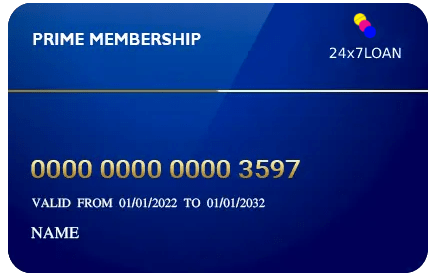 PRIME MEMBERSHIP
24x7LOAN
0000 0000 0000 3597
VALID FROM 01/01/2022 TO 01/01/2032
NAME